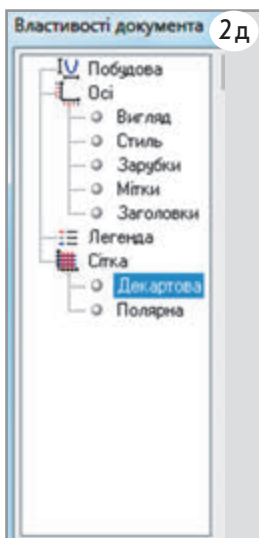 Властивості документа
2д
Побудова
Осі
Вигляд
Стиль
Зарубки
Мітки
Заголовки
Легенда
Сітка
Декартова
Полярна